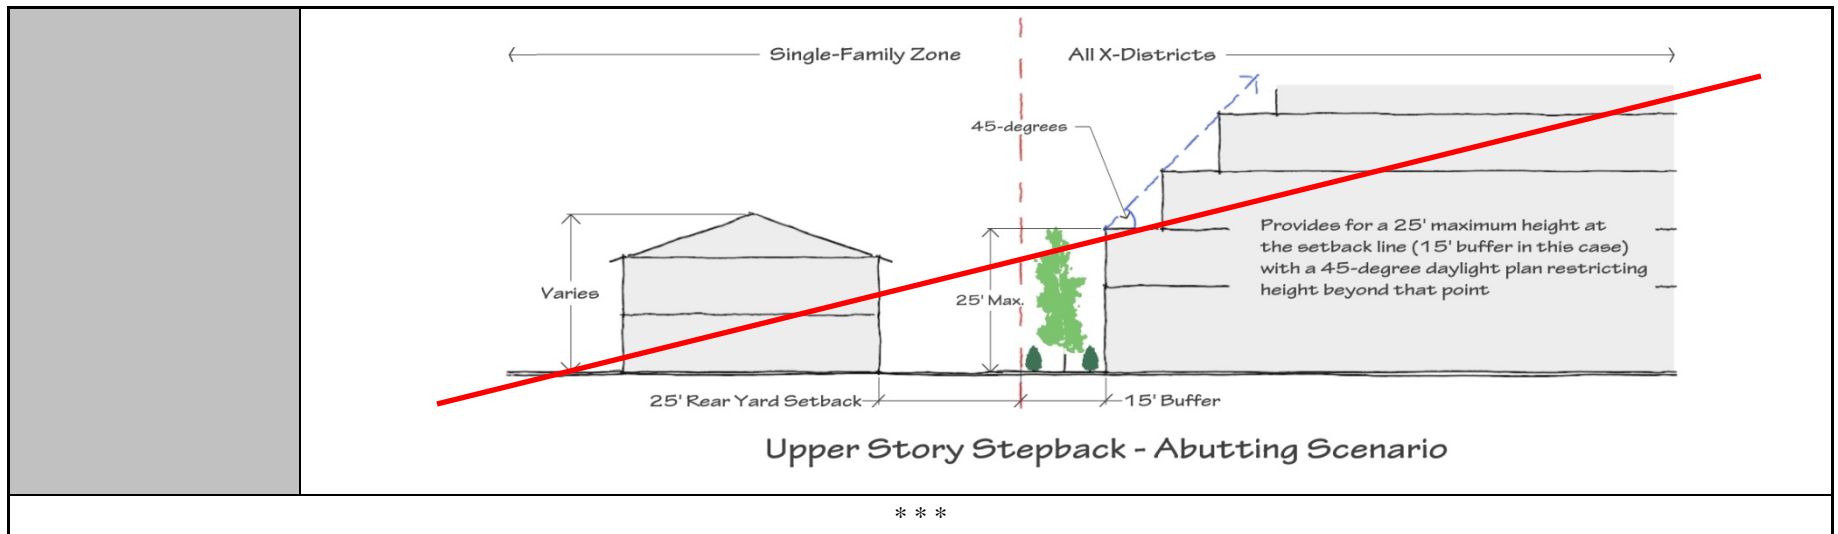 Single-Family Zone
All X-Districts
45-degrees
Provides for a 25' maximum height at
the setback line (15' buffer in this case)
with a 45-degree daylight plan restricting
height beyond that point
Varies
25' Max.
25' Rear Yard Setback
15' Buffer
Upper Story Stepback - Abutting Scenario
* * *